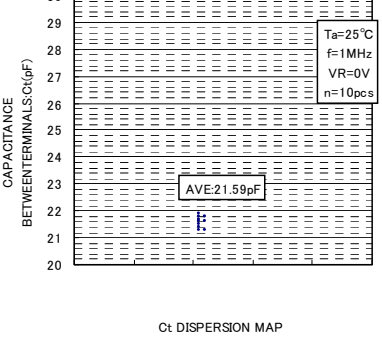 29
28
27
26
25
24
23
22
21
20
CAPACITANCE
BETWEENTERMINALS:Ct(pF)
Ta=25°C
f=1MHz
VR=0V
n=10pcs
AVE:21.59pF
Ct DISPERSION MAP